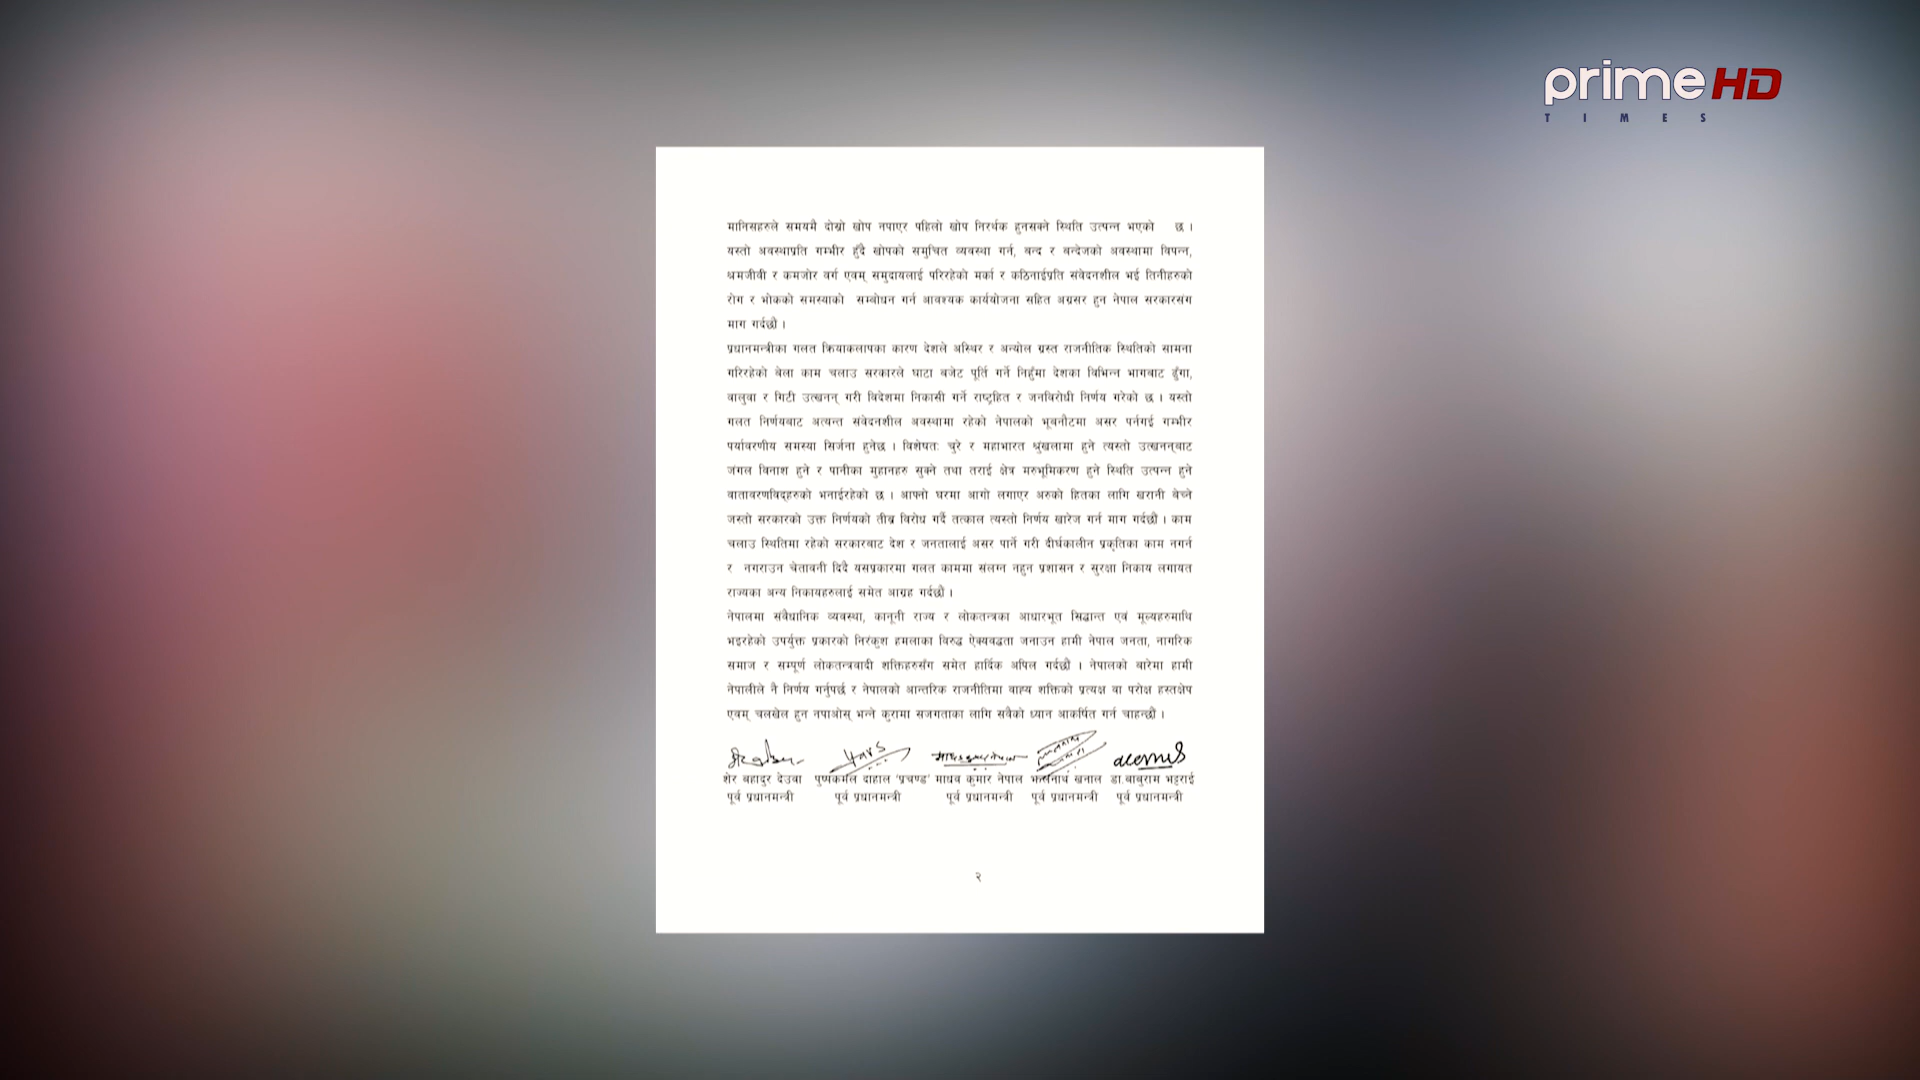 prime HD
TIMES
मानिसहरुले समयमै दोस्रो खोप नपाएर पहिलो खोप निरर्थक हुनसक्ने स्थिति उत्पन्न भएको छ ।
यस्तो अवस्थाप्रति गम्भीर हुँदै खोपको समुचित व्यवस्था गर्न, बन्द र बन्देजको अवस्थामा विपन्न,
श्रमजीवी र कमजोर वर्ग एवम् समुदायलाई परिरहेको मर्का र कठिनाईप्रति संवेदनशील भई तिनीहरुको
रोग र भोकको समस्याको सम्बोधन गर्न आवश्यक कार्ययोजना सहित अग्रसर हुन नेपाल सरकारसंग
माग गर्दछौं ।
प्रधानमन्त्रीका गलत क्रियाकलापका कारण देशले अस्थिर र अन्योल ग्रस्त राजनीतिक स्थितिको सामना
गरिरहेको बेला काम चलाउ सरकारले घाटा बजेट पूर्ति गर्ने निहुँमा देशका विभिन्न भागबाट ढुँगा,
वालुवा र गिटी उत्खनन् गरी विदेशमा निकासी गर्ने राष्ट्रहित र जनविरोधी निर्णय गरेको छ । यस्तो
गलत निर्णयबाट अत्यन्त संवेदनशील अवस्थामा रहेको नेपालको भूबनौटमा असर पर्नगई गम्भीर
पर्यावरणीय समस्या सिर्जना हुनेछ । विशेषतः चुरे र महाभारत श्रृंखलामा हुने त्यस्तो उत्खनन्‌बाट
जंगल विनाश हुने र पानीका मुहानहरु सुक्ने तथा तराई क्षेत्र मरुभूमिकरण हुने स्थिति उत्पन्न हुने
वातावरणविद्हरुको भनाईरहेको छ । आफ्नो घरमा आगो लगाएर अरुको हितका लागि खरानी बेच्ने
जस्तो सरकारको उक्त निर्णयको तीव्र विरोध गर्दै तत्काल त्यस्तो निर्णय खारेज गर्न माग गर्दछौं । काम
चलाउ स्थितिमा रहेको सरकारबाट देश र जनतालाई असर पार्ने गरी दीर्घकालीन प्रकृतिका काम नगर्न
र नगराउन चेतावनी दिदै यसप्रकारमा गलत काममा संलग्न नहुन प्रशासन र सुरक्षा निकाय लगायत
राज्यका अन्य निकायहरुलाई समेत आग्रह गर्दछौं ।
नेपालमा संवैधानिक व्यवस्था, कानूनी राज्य र लोकतन्त्रका आधारभूत सिद्धान्त एवं मूल्यहरुमाथि
भइरहेको उपर्युक्त प्रकारको निरंकुश हमलाका विरुद्ध ऐक्यवद्धता जनाउन हामी नेपाल जनता, नागरिक
समाज र सम्पूर्ण लोकतन्त्रवादी शक्तिहरुसँग समेत हार्दिक अपिल गर्दछौं । नेपालको बारेमा हामी
नेपालीले नै निर्णय गर्नुपर्छ र नेपालको आन्तरिक राजनीतिमा वाह्य शक्तिको प्रत्यक्ष वा परोक्ष हस्तक्षेप
एवम् चलखेल हुन नपाओस् भन्ने कुरामा सजगताका लागि सबैको ध्यान आकर्षित गर्न चाहन्छौं ।
शेर बहादुर देउवा पुष्पकमल दाहाल 'प्रचण्ड' माधव कुमार नेपाल झलनाथ खनाल डा.बाबुराम भट्टराई
पूर्व प्रधानमन्त्री पूर्व प्रधानमन्त्री पूर्व प्रधानमन्त्री पूर्व प्रधानमन्त्री पूर्व प्रधानमन्त्री
२